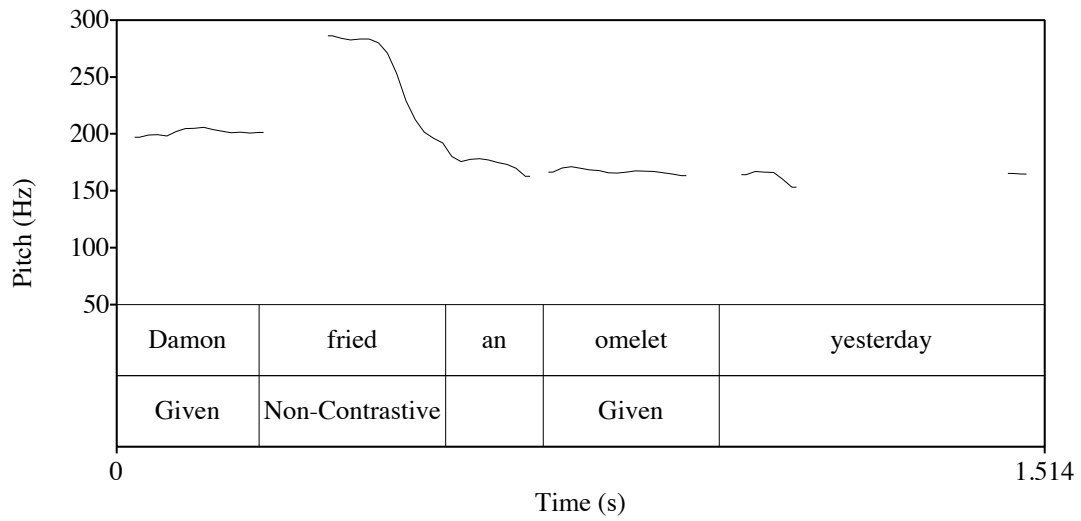 300
250
200
150
100
50
Pitch (Hz)
Damon fried an omelet yesterday
Given Non-Contrastive Given
0 1.514
Time (s)